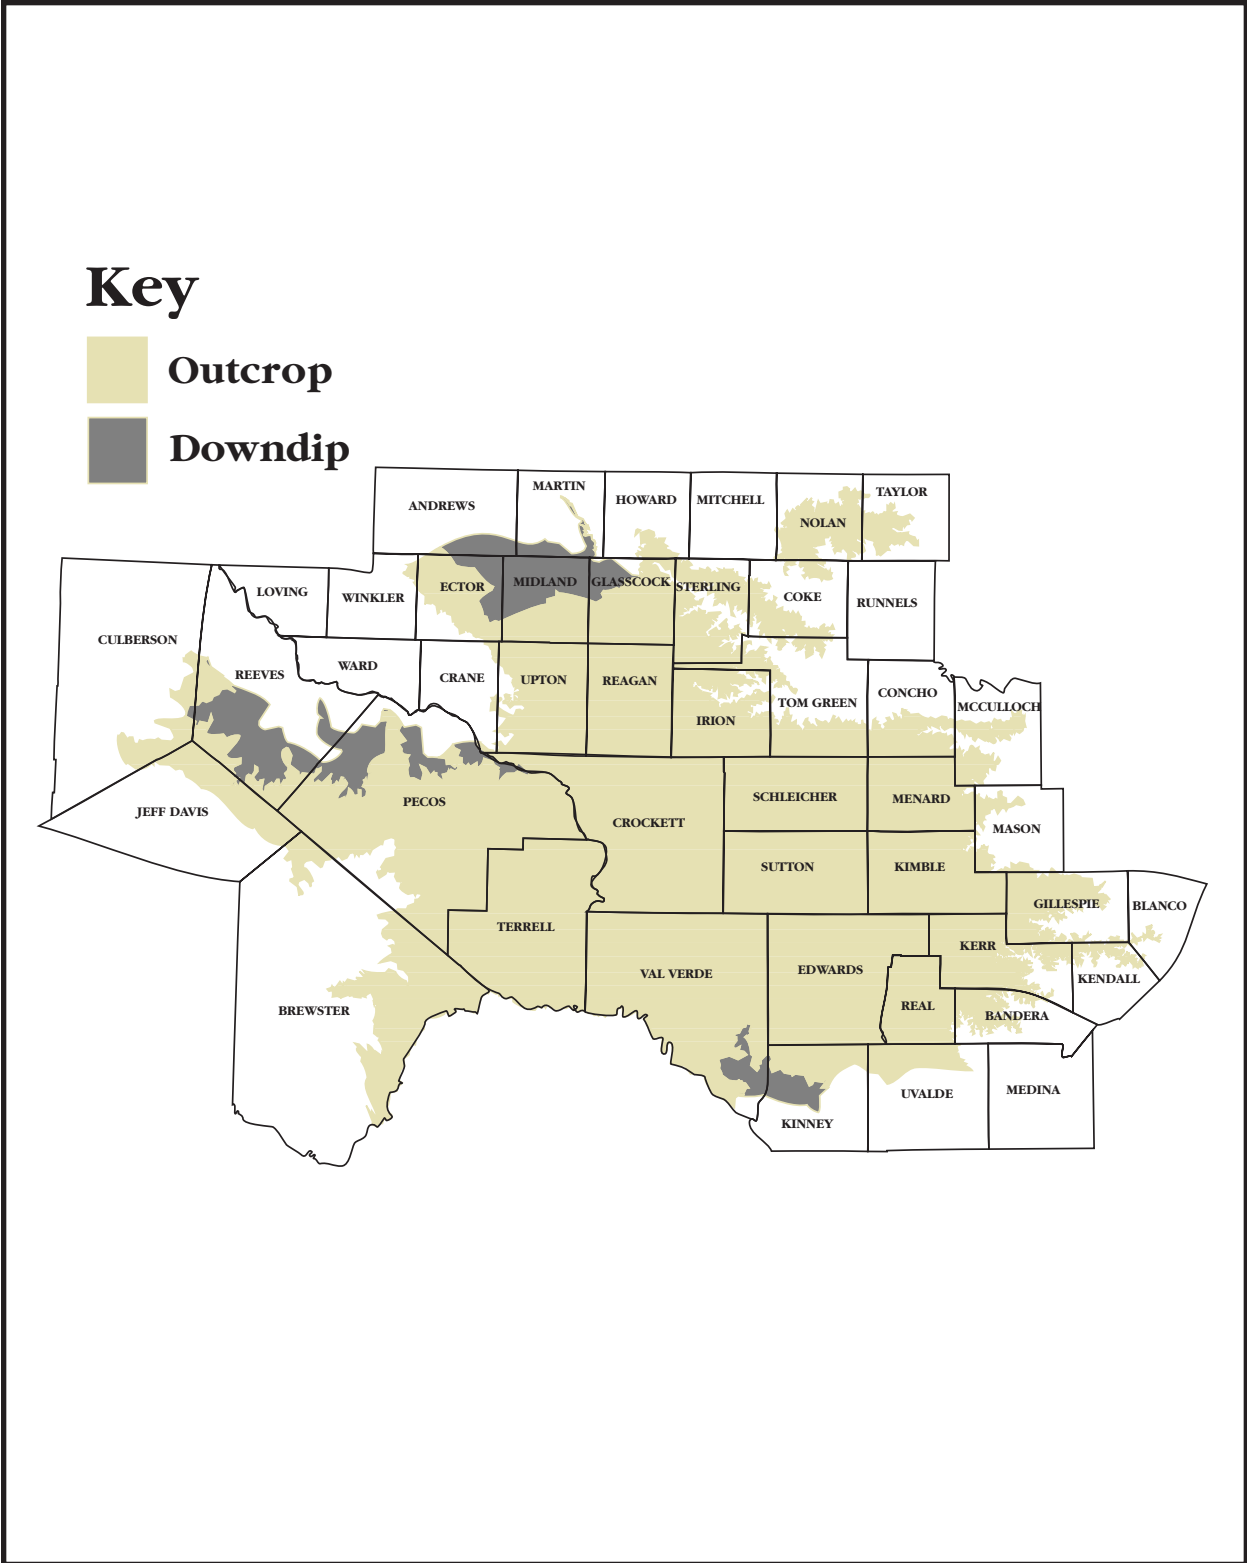 Key
Outcrop
Downdip
MARTIN
TAYLOR
HOWARD
MITCHELL
ANDREWS
NOLAN
MIDLAND
GLASSCOCK
ECTOR
STERLING
LOVING
WINKLER
COKE
RUNNELS
CULBERSON
WARD
REEVES
CRANE
UPTON
REAGAN
CONCHO
TOM GREEN
MCCULLOCH
IRION
SCHLEICHER
MENARD
PECOS
JEFF DAVIS
CROCKETT
MASON
SUTTON
KIMBLE
GILLESPIE
BLANCO
TERRELL
KERR
EDWARDS
VAL VERDE
KENDALL
REAL
BREWSTER
BANDERA
MEDINA
UVALDE
KINNEY